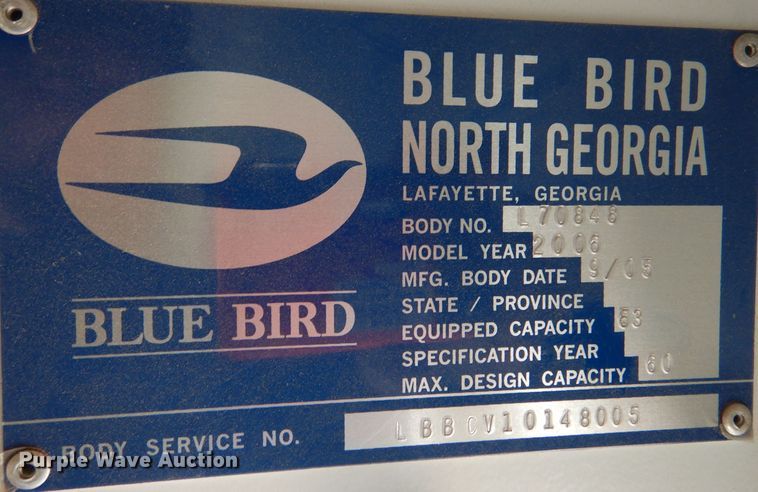 BLUE BIRD
NORTH GEORGIA
LAFAYETTE, GEORGIA
BODY NO. L70848
MODEL YEAR 2006
MFG. BODY DATE 9/05
STATE / PROVINCE
EQUIPPED CAPACITY
SPECIFICATION YEAR
MAX. DESIGN CAPACITY 60
BLUE BIRD
BODY SERVICE NO. LBBCV10148005
Purple Wave Auction